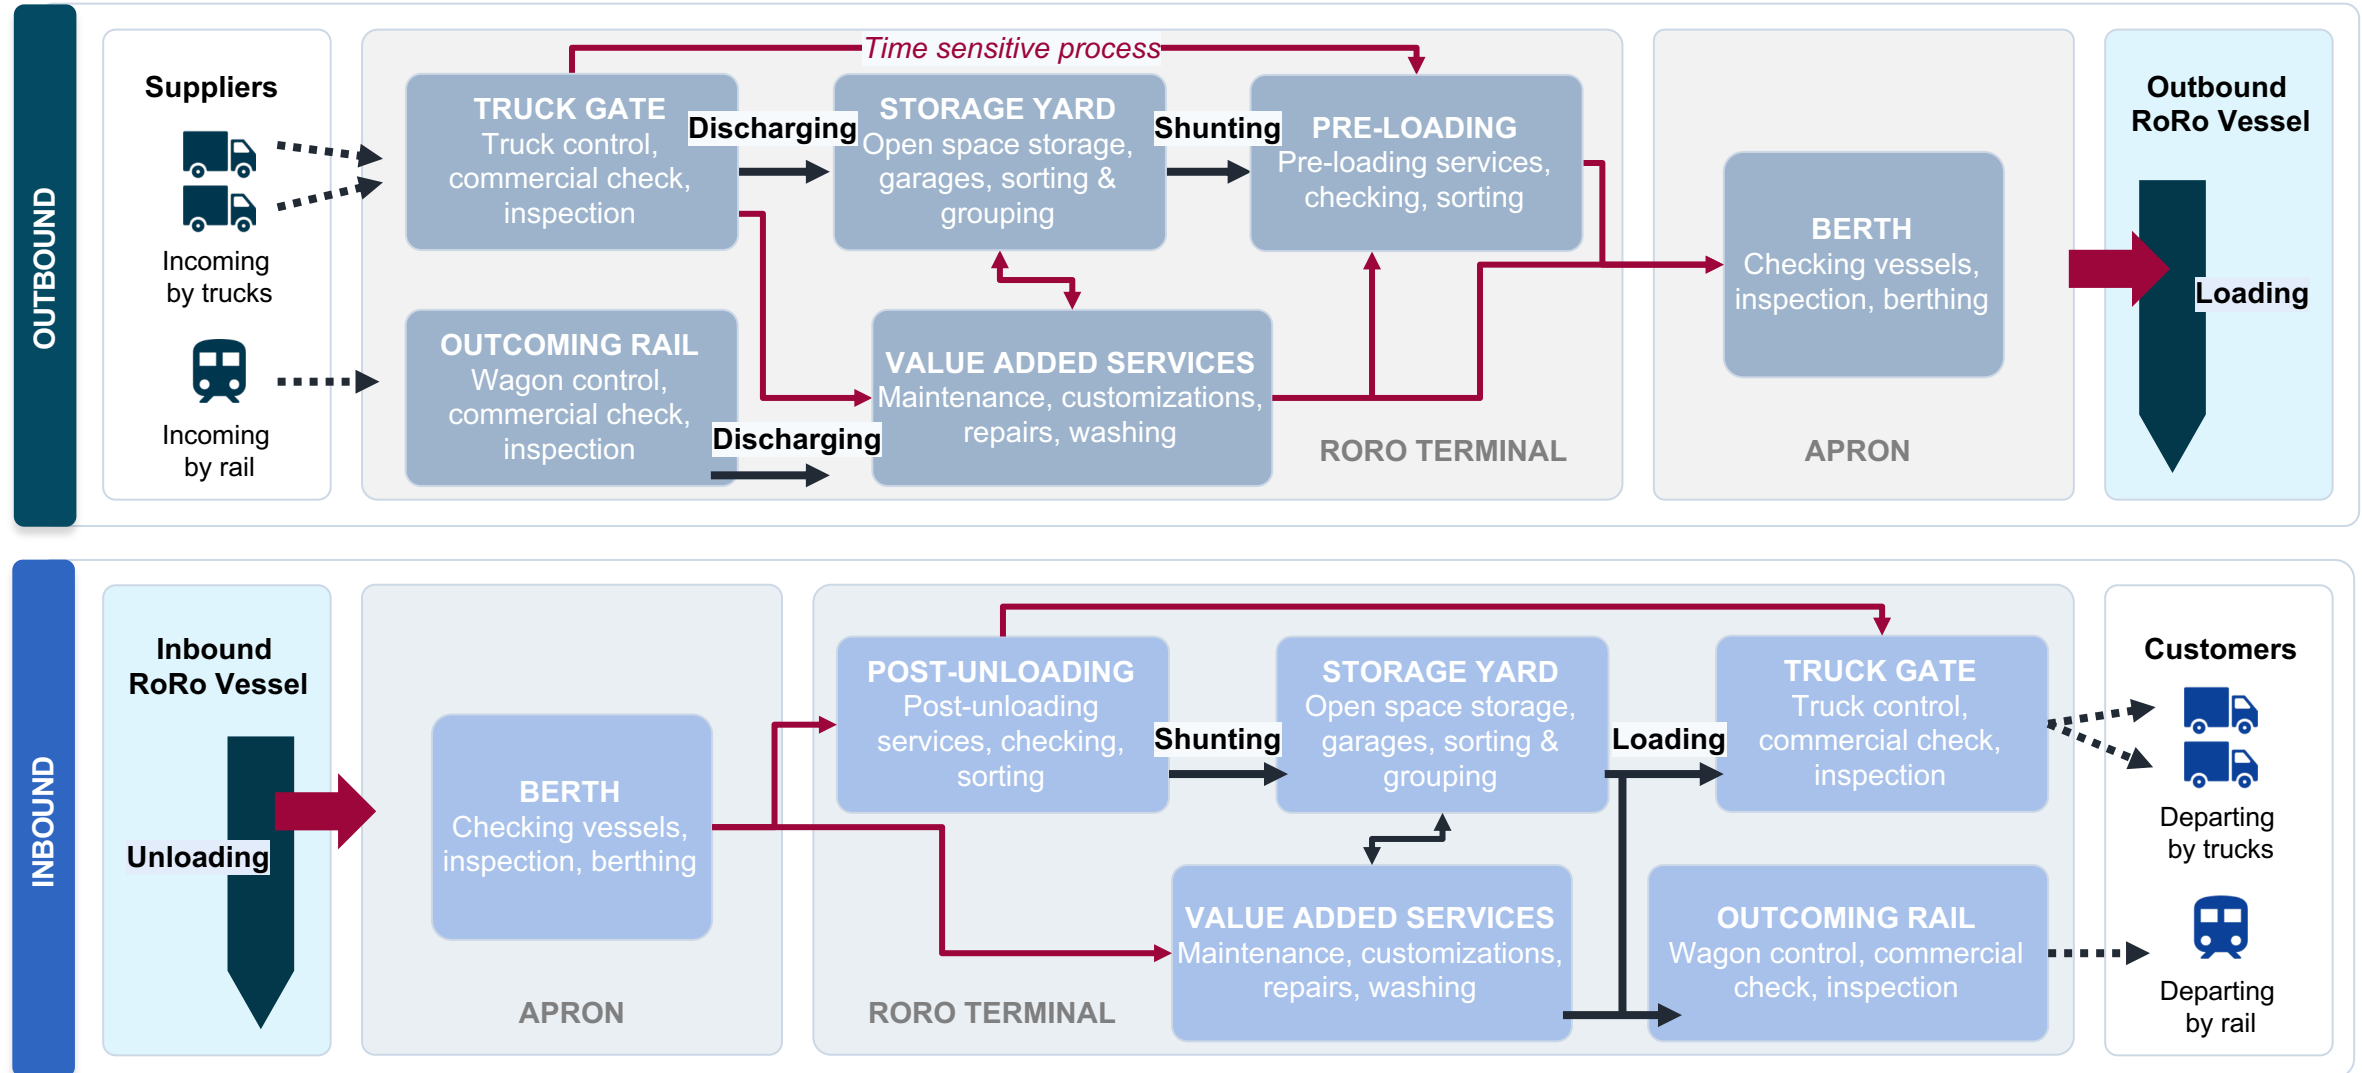 OUTBOUND
Suppliers
Incoming
by trucks
Incoming
by rail
Time sensitive process
TRUCK GATE
Truck control,
commercial check,
inspection
Discharging
STORAGE YARD
Open space storage,
garages, sorting &
grouping
Shunting
PRE-LOADING
Pre-loading services,
checking, sorting
OUTCOMING RAIL
Wagon control,
commercial check,
inspection
Discharging
VALUE ADDED SERVICES
Maintenance, customizations,
repairs, washing
RORO TERMINAL
BERTH
Checking vessels,
inspection, berthing
APRON
Outbound
RoRo Vessel
Loading
INBOUND
Inbound
RoRo Vessel
Unloading
BERTH
Checking vessels,
inspection, berthing
APRON
POST-UNLOADING
Post-unloading
services, checking,
sorting
Shunting
STORAGE YARD
Open space storage,
garages, sorting &
grouping
Loading
TRUCK GATE
Truck control,
commercial check,
inspection
VALUE ADDED SERVICES
Maintenance, customizations,
repairs, washing
OUTCOMING RAIL
Wagon control, commercial
check, inspection
RORO TERMINAL
Customers
Departing
by trucks
Departing
by rail